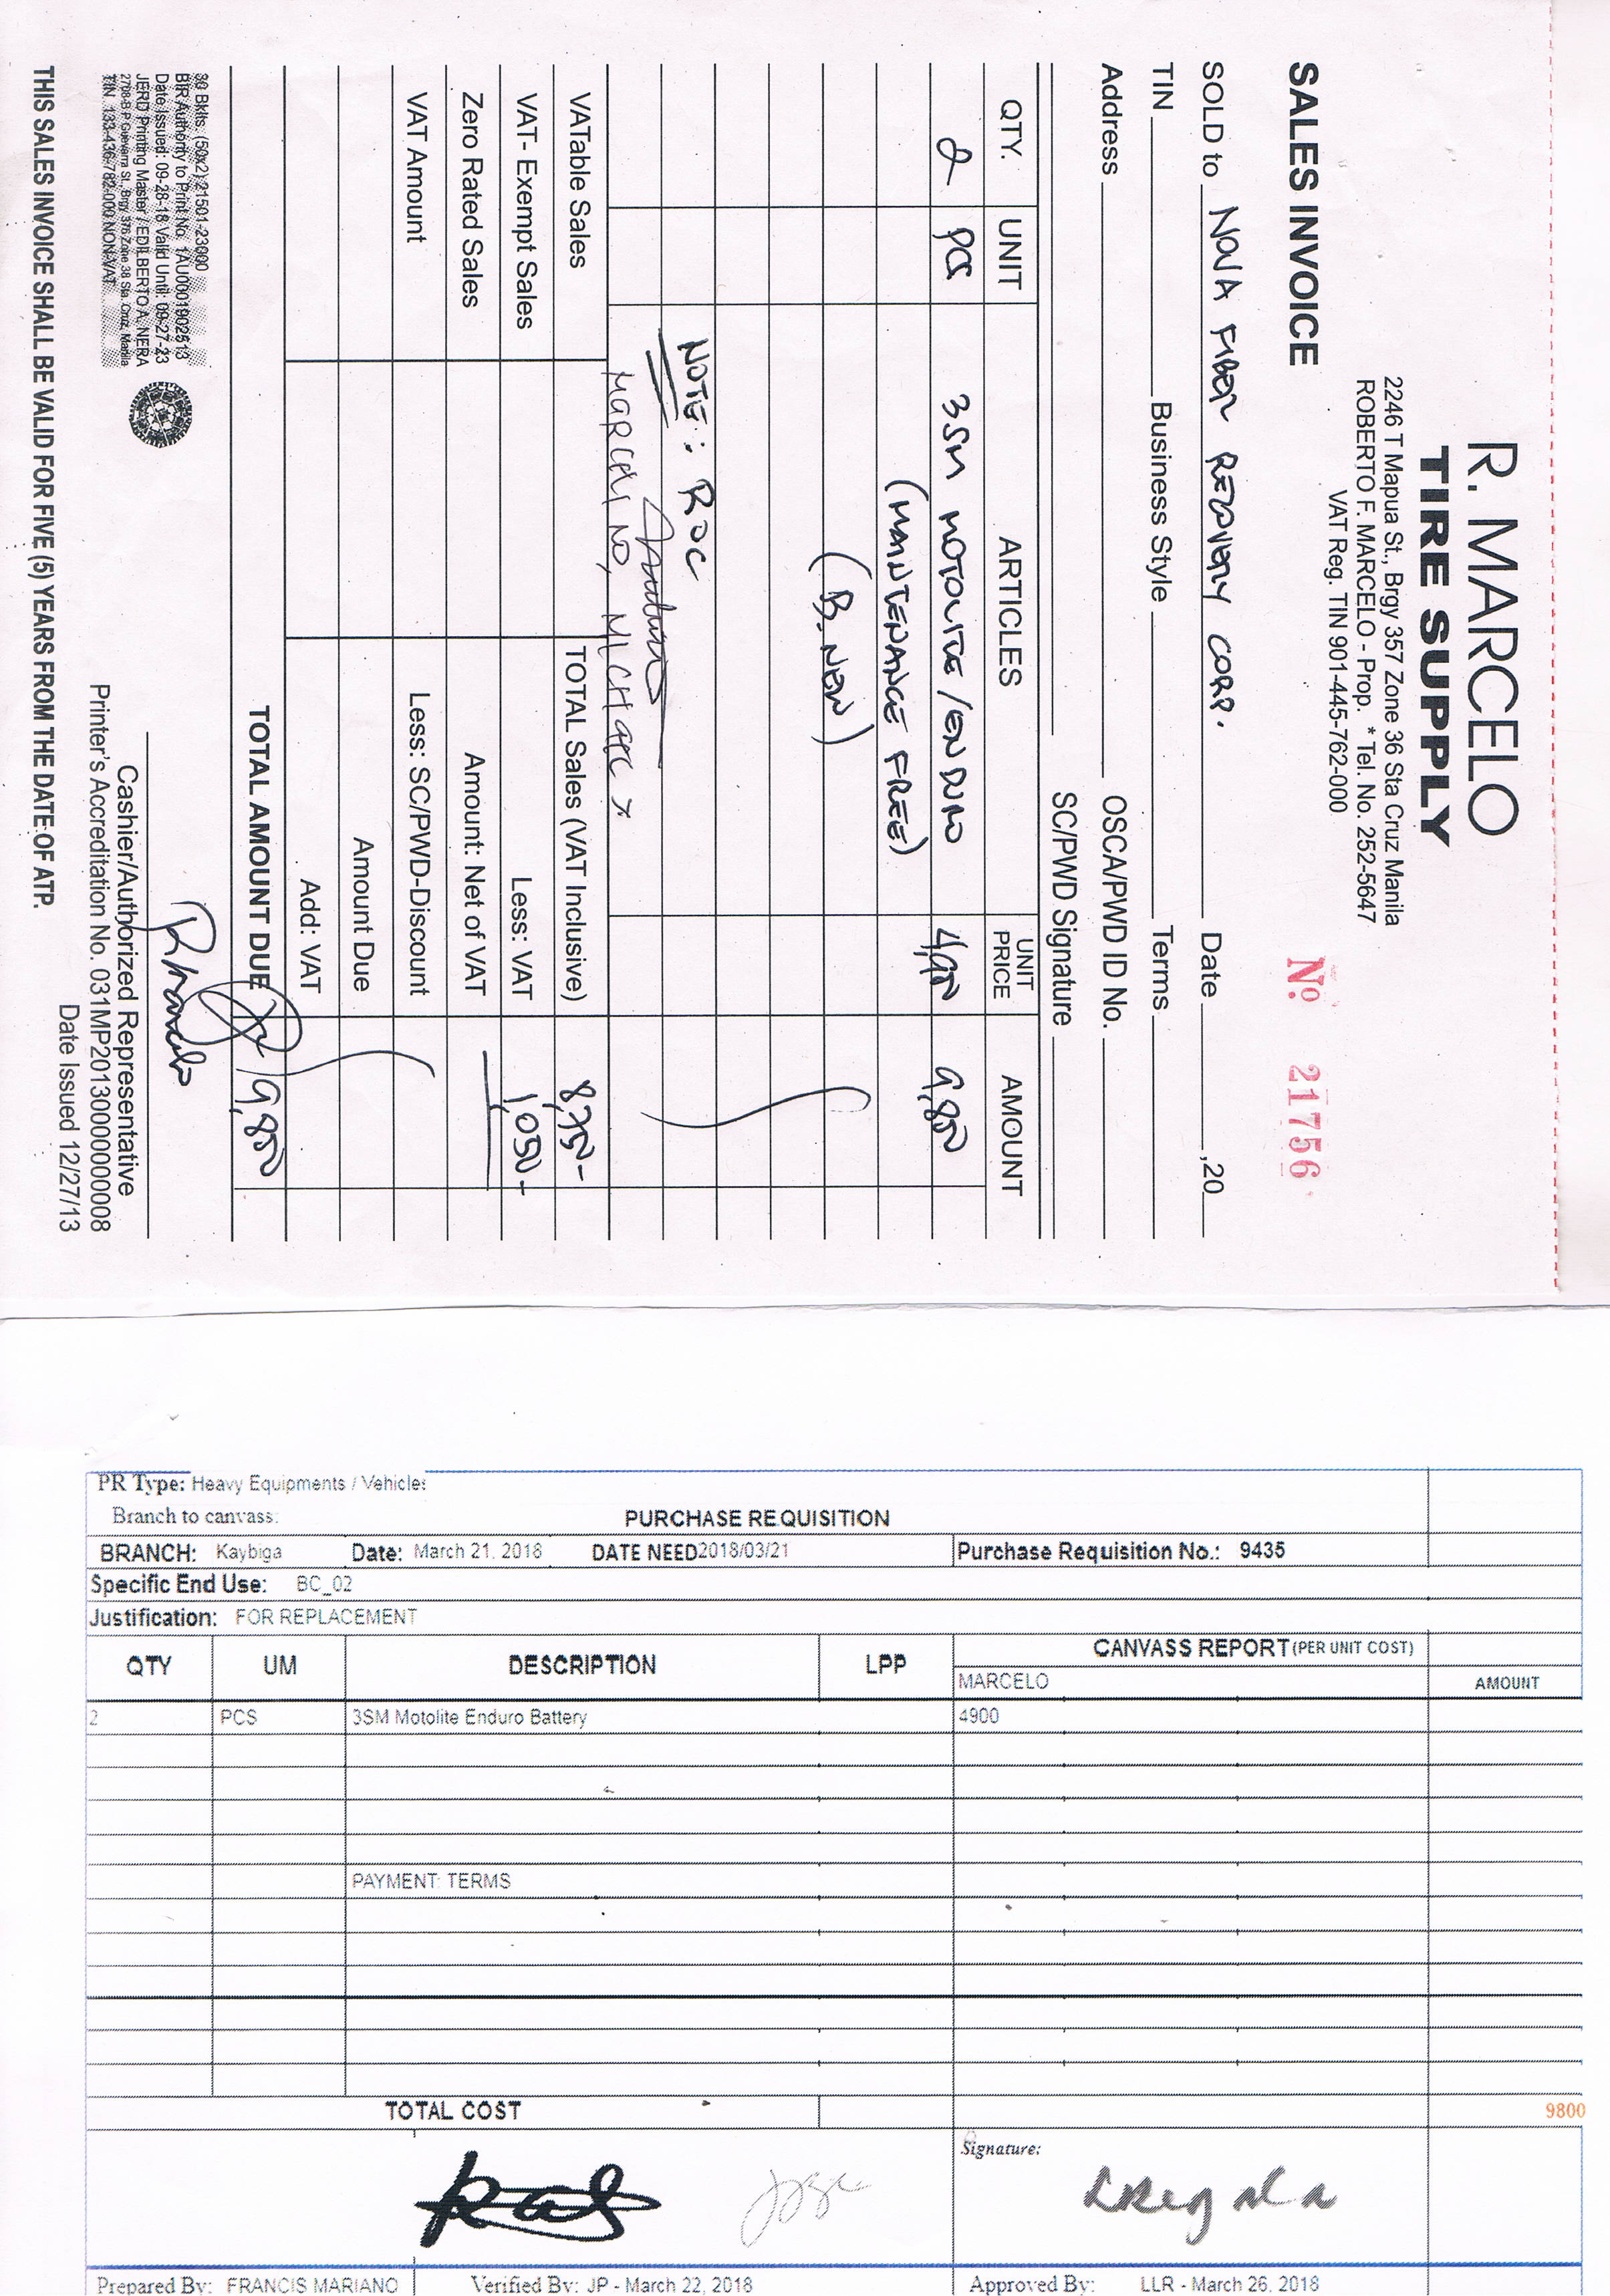 R. MARCELO
TIRE SUPPLY
2246 T Mapua St., Brgy 357 Zone 36 Sta Cruz Manila
ROBERTO F. MARCELO - Prop. * Tel. No. 252-5647
VAT Reg. TIN 901-445-762-000
SALES INVOICE Nº 21756
SOLD to NOVA FIBER RECOVERY CORP. Date ,20
TIN Business Style Terms
Address OSCA/PWD ID No.
SC/PWD Signature
QTY. UNIT ARTICLES UNIT PRICE AMOUNT
2 pcs 3SM MOTOLITE / ENDURO 4,900 9,800
(MAINTENANCE FREE)
(B. NEW)
NOTE: ROC
MARCELINO, MICHAEL
VATable Sales TOTAL Sales (VAT Inclusive) 8,750-
VAT- Exempt Sales Less: VAT 1,050-
Zero Rated Sales Amount: Net of VAT
VAT Amount Less: SC/PWD-Discount
Amount Due
Add: VAT
TOTAL AMOUNT DUE 9,800
30 Bklts. (50x2) 21501-23000
BIR Authority to Print No. 1AU0001902513
Date Issued: 09-28-18 Valid Until: 09-27-23
JERD Printing Master / EDILBERTO A. NERA
2708-B P. Guevarra St., Brgy 376 Zone 38 Sta. Cruz Manila
TIN 133-436-782-000 NON-VAT
Cashier/Authorized Representative
Printer's Accreditation No. 031MP20130000000008
Date Issued 12/27/13
THIS SALES INVOICE SHALL BE VALID FOR FIVE (5) YEARS FROM THE DATE OF ATP.
PR Type: Heavy Equipments / Vehicles
Branch to canvass:
PURCHASE REQUISITION
BRANCH: Kaybiga Date: March 21, 2018 DATE NEED 2018/03/21 Purchase Requisition No.: 9435
Specific End Use: BC_02
Justification: FOR REPLACEMENT
QTY UM DESCRIPTION LPP CANVASS REPORT (PER UNIT COST)
MARCELO AMOUNT
2 PCS 3SM Motolite Enduro Battery 4900
PAYMENT: TERMS
TOTAL COST 9800
Signature:
Prepared By: FRANCIS MARIANO Verified By: JP - March 22, 2018 Approved By: LLR - March 26, 2018